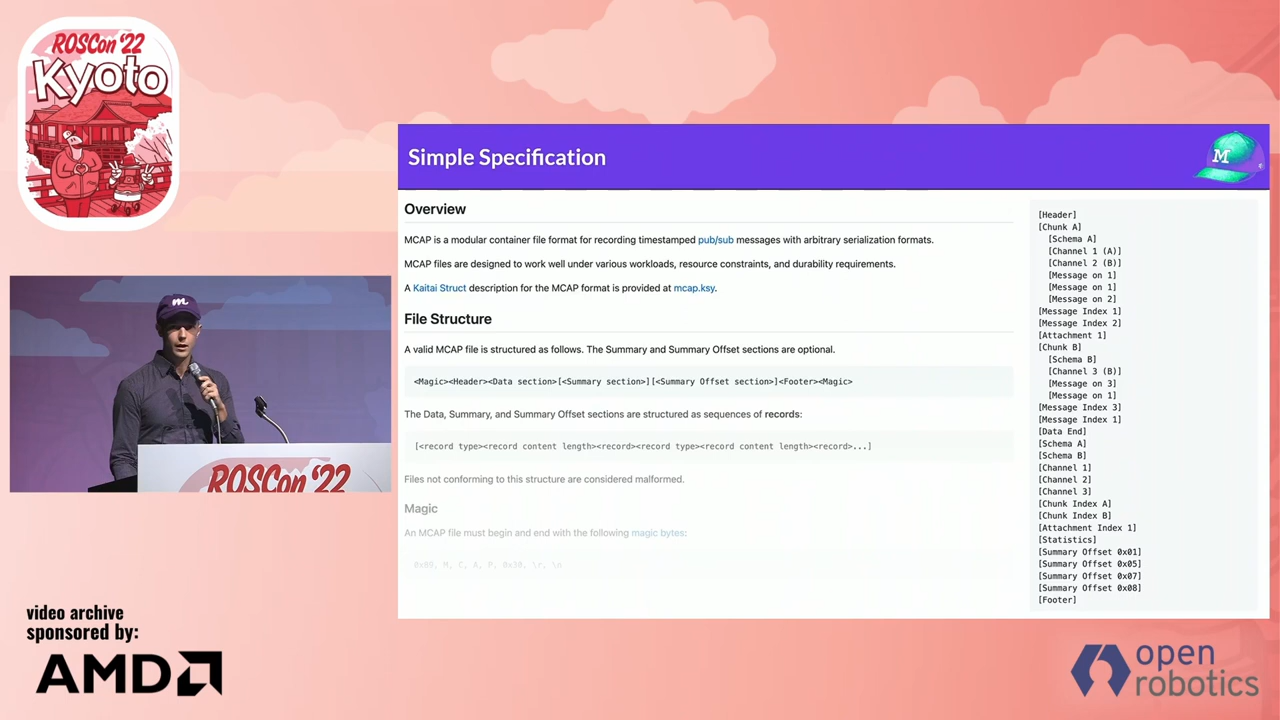 ROSCon '22
Kyoto
Simple Specification
M
Overview
MCAP is a modular container file format for recording timestamped pub/sub messages with arbitrary serialization formats.
MCAP files are designed to work well under various workloads, resource constraints, and durability requirements.
A Kaitai Struct description for the MCAP format is provided at mcap.ksy.
File Structure
A valid MCAP file is structured as follows. The Summary and Summary Offset sections are optional.
<Magic><Header><Data section>[<Summary section>][<Summary Offset section>]<Footer><Magic>
The Data, Summary, and Summary Offset sections are structured as sequences of records:
[<record type><record content length><record><record type><record content length><record>...]
Files not conforming to this structure are considered malformed.
Magic
An MCAP file must begin and end with the following magic bytes:
0x89, M, C, A, P, 0x30, \r, \n
[Header]
[Chunk A]
[Schema A]
[Channel 1 (A)]
[Channel 2 (B)]
[Message on 1]
[Message on 1]
[Message on 2]
[Message Index 1]
[Message Index 2]
[Attachment 1]
[Chunk B]
[Schema B]
[Channel 3 (B)]
[Message on 3]
[Message on 1]
[Message Index 3]
[Message Index 1]
[Data End]
[Schema A]
[Schema B]
[Channel 1]
[Channel 2]
[Channel 3]
[Chunk Index A]
[Chunk Index B]
[Attachment Index 1]
[Statistics]
[Summary Offset 0x01]
[Summary Offset 0x05]
[Summary Offset 0x07]
[Summary Offset 0x08]
[Footer]
m
ROSCon '22
video archive
sponsored by:
AMD
open
robotics